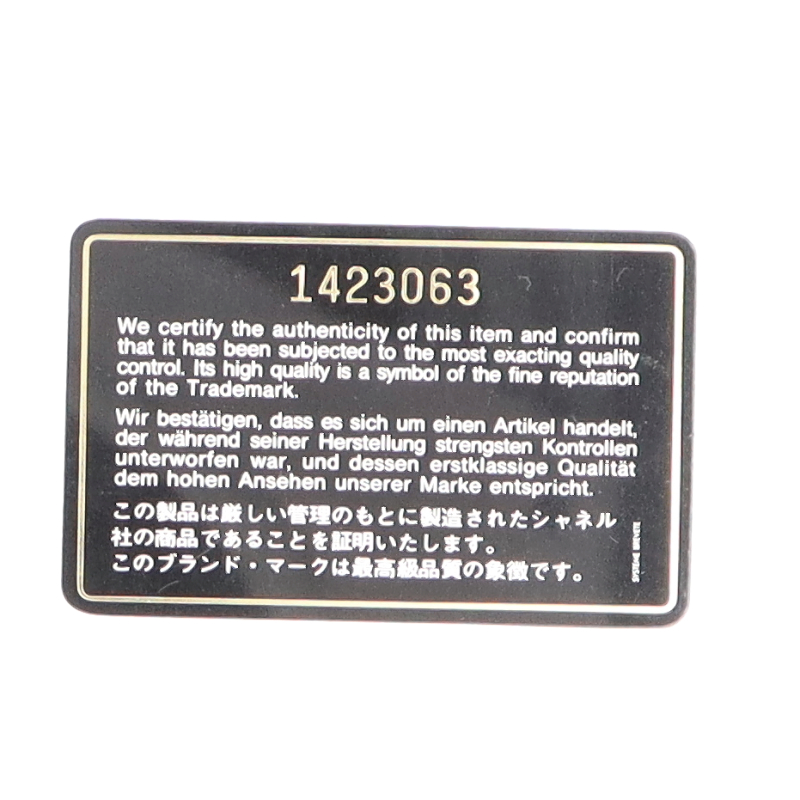 1423063
We certify the authenticity of this item and confirm
that it has been subjected to the most exacting quality
control. Its high quality is a symbol of the fine reputation
of the Trademark.
Wir bestätigen, dass es sich um einen Artikel handelt,
der während seiner Herstellung strengsten Kontrollen
unterworfen war, und dessen erstklassige Qualität
dem hohen Ansehen unserer Marke entspricht.
この製品は厳しい管理のもとに製造されたシャネル
社の商品であることを証明いたします。
このブランド・マークは最高級品質の象徴です。
SYSTEME BREVETE